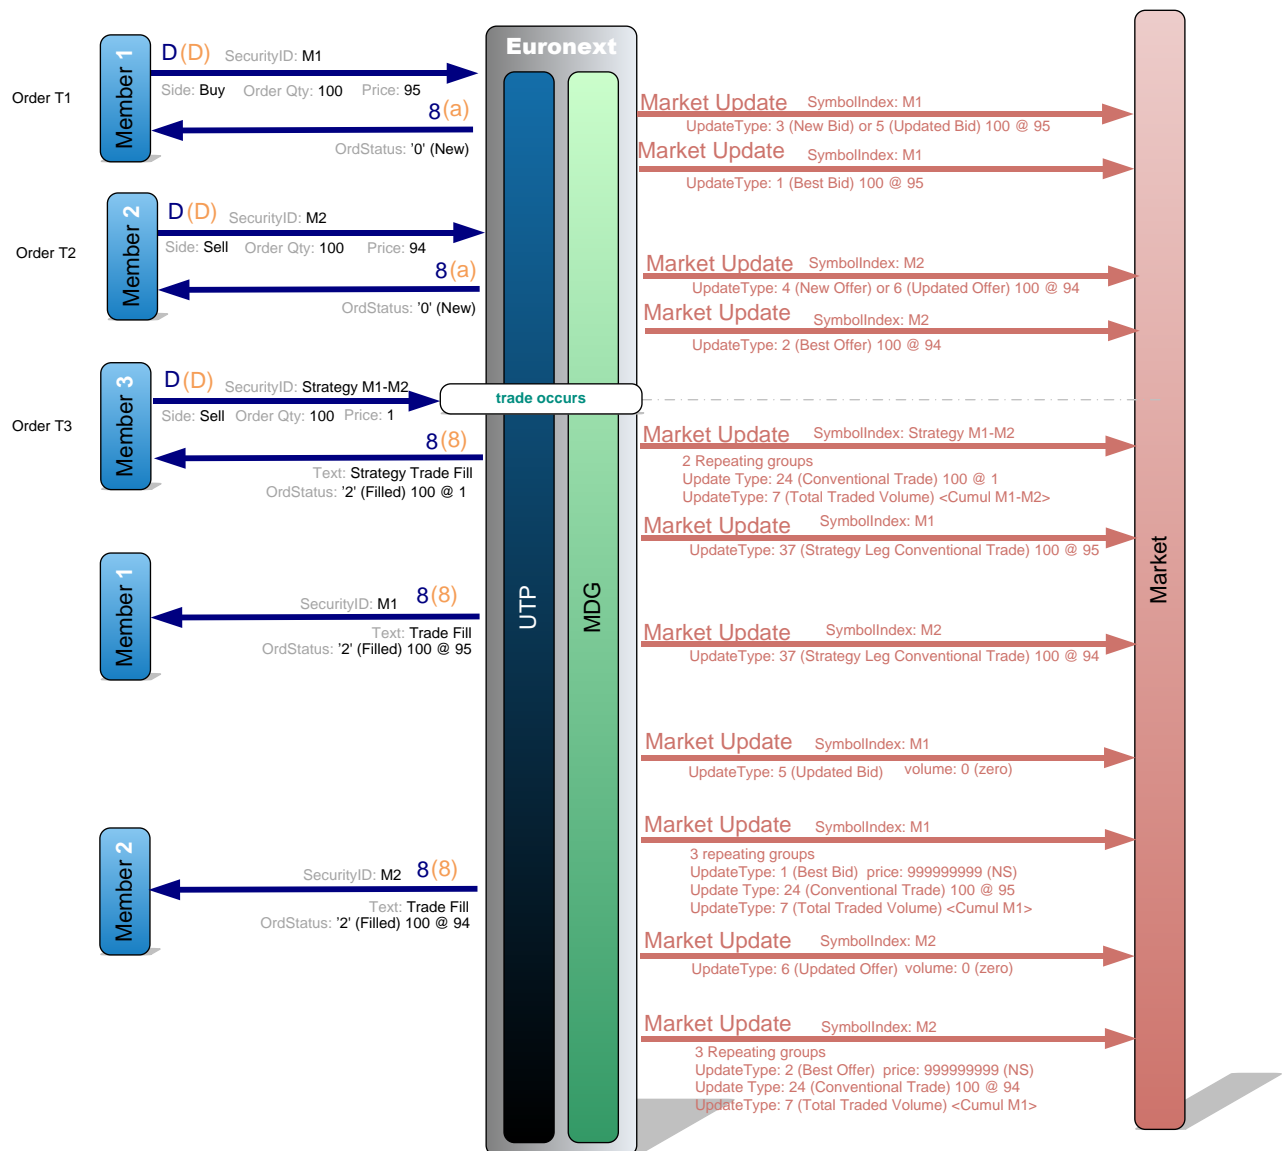 Euronext
UTP
MDG
Market
Order T1
Member 1
D(D) SecurityID: M1
Side: Buy Order Qty: 100 Price: 95
8(a)
OrdStatus: '0' (New)
Market Update SymbolIndex: M1
UpdateType: 3 (New Bid) or 5 (Updated Bid) 100 @ 95
Market Update SymbolIndex: M1
UpdateType: 1 (Best Bid) 100 @ 95
Order T2
Member 2
D(D) SecurityID: M2
Side: Sell Order Qty: 100 Price: 94
8(a)
OrdStatus: '0' (New)
Market Update SymbolIndex: M2
UpdateType: 4 (New Offer) or 6 (Updated Offer) 100 @ 94
Market Update SymbolIndex: M2
UpdateType: 2 (Best Offer) 100 @ 94
Order T3
Member 3
D(D) SecurityID: Strategy M1-M2
Side: Sell Order Qty: 100 Price: 1
trade occurs
8(8)
Text: Strategy Trade Fill
OrdStatus: '2' (Filled) 100 @ 1
Market Update SymbolIndex: Strategy M1-M2
2 Repeating groups
Update Type: 24 (Conventional Trade) 100 @ 1
UpdateType: 7 (Total Traded Volume) <Cumul M1-M2>
Market Update SymbolIndex: M1
UpdateType: 37 (Strategy Leg Conventional Trade) 100 @ 95
Member 1
SecurityID: M1 8(8)
Text: Trade Fill
OrdStatus: '2' (Filled) 100 @ 95
Market Update SymbolIndex: M2
UpdateType: 37 (Strategy Leg Conventional Trade) 100 @ 94
Market Update SymbolIndex: M1
UpdateType: 5 (Updated Bid) volume: 0 (zero)
Market Update SymbolIndex: M1
3 repeating groups
UpdateType: 1 (Best Bid) price: 999999999 (NS)
Update Type: 24 (Conventional Trade) 100 @ 95
UpdateType: 7 (Total Traded Volume) <Cumul M1>
Member 2
SecurityID: M2 8(8)
Text: Trade Fill
OrdStatus: '2' (Filled) 100 @ 94
Market Update SymbolIndex: M2
UpdateType: 6 (Updated Offer) volume: 0 (zero)
Market Update SymbolIndex: M2
3 Repeating groups
UpdateType: 2 (Best Offer) price: 999999999 (NS)
Update Type: 24 (Conventional Trade) 100 @ 94
UpdateType: 7 (Total Traded Volume) <Cumul M1>